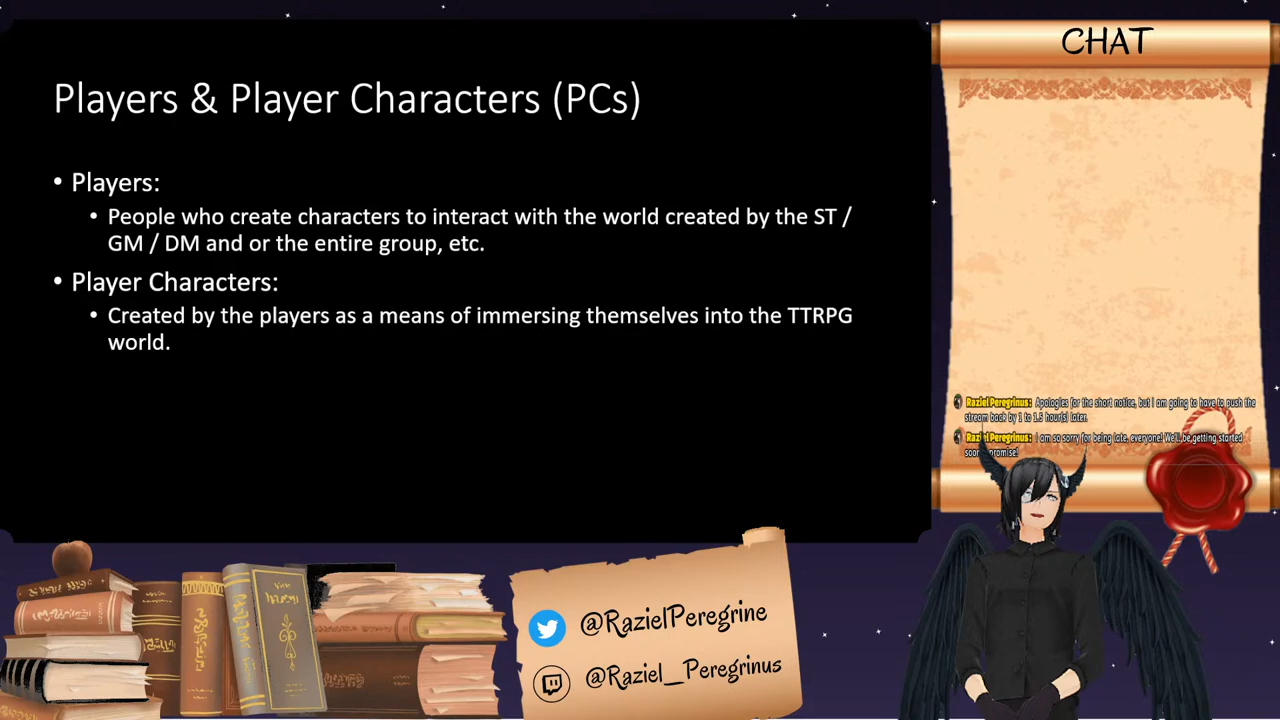 Players & Player Characters (PCs)
• Players:
• People who create characters to interact with the world created by the ST /
GM / DM and or the entire group, etc.
• Player Characters:
• Created by the players as a means of immersing themselves into the TTRPG
world.
CHAT
RazielPeregrinus: Apologies for the short notice, but I am going to have to push the
stream back by 1 to 1.5 hour(s) later.
I am so sorry for being late, everyone! We'll be getting started
@RazielPeregrine
@Raziel_Peregrinus